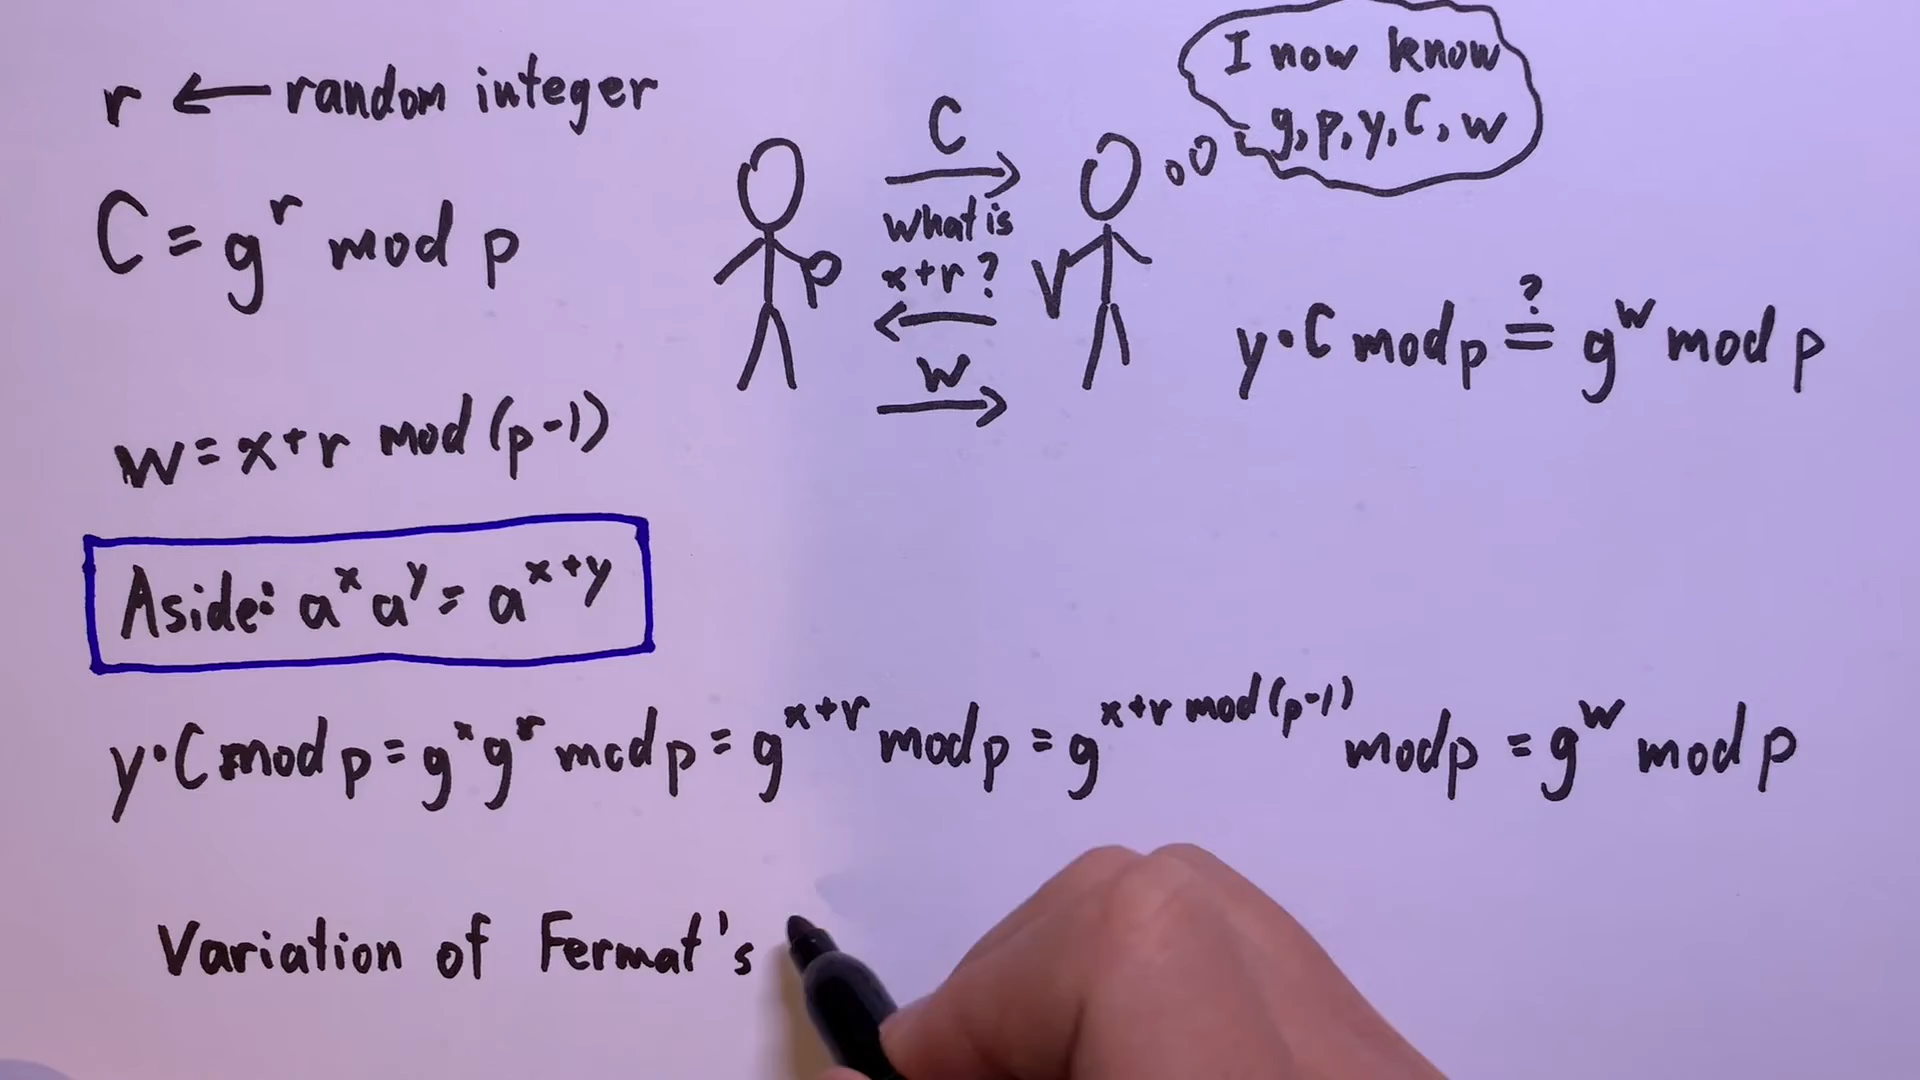 r ← random integer
C = g^r mod p
w = x+r mod (p-1)
Aside: a^x a^y = a^x+y
C
what is
x+r?
w
p
V
I now know
g, p, y, C, w
y·C mod p ?= g^w mod p
y·C mod p = g^x g^r mod p = g^x+r mod p = g^x+r mod (p-1) mod p = g^w mod p
Variation of Fermat's